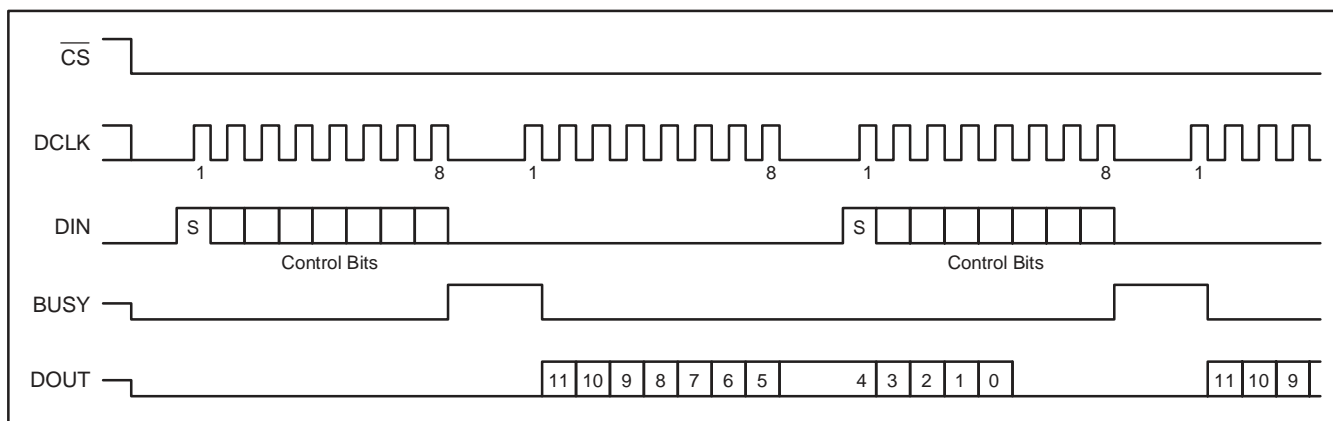 CS
DCLK
1 8 1 8 1 8 1
DIN
S S
Control Bits Control Bits
BUSY
DOUT
11 10 9 8 7 6 5 4 3 2 1 0 11 10 9